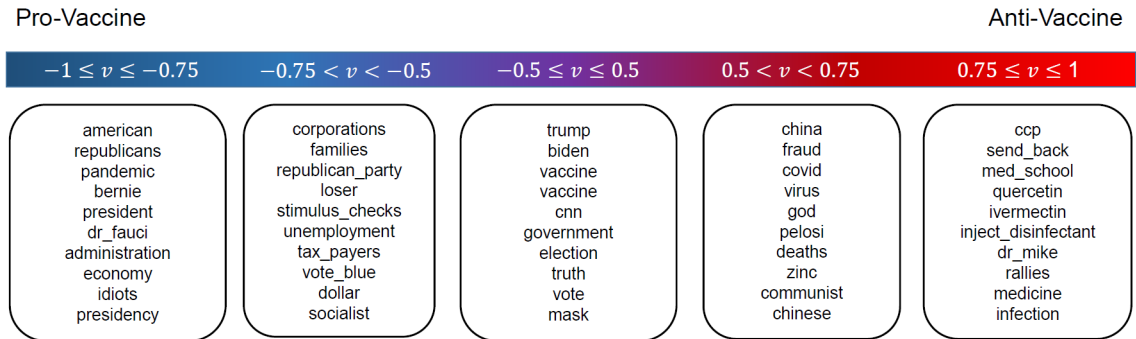 Pro-Vaccine
Anti-Vaccine
−1 ≤ v ≤ −0.75
−0.75 < v < −0.5
−0.5 ≤ v ≤ 0.5
0.5 < v < 0.75
0.75 ≤ v ≤ 1
american
republicans
pandemic
bernie
president
dr_fauci
administration
economy
idiots
presidency
corporations
families
republican_party
loser
stimulus_checks
unemployment
tax_payers
vote_blue
dollar
socialist
trump
biden
vaccine
vaccine
cnn
government
election
truth
vote
mask
china
fraud
covid
virus
god
pelosi
deaths
zinc
communist
chinese
ccp
send_back
med_school
quercetin
ivermectin
inject_disinfectant
dr_mike
rallies
medicine
infection